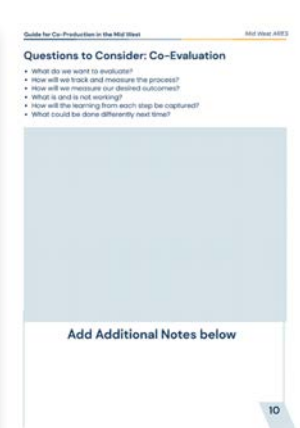 Guide for Co-Production in the Mid West
Mid West ARIES
Questions to Consider: Co-Evaluation
• What do we want to evaluate?
• How will we track and measure the process?
• How will we measure our desired outcomes?
• What is and is not working?
• How will the learning from each step be captured?
• What could be done differently next time?
Add Additional Notes below
10